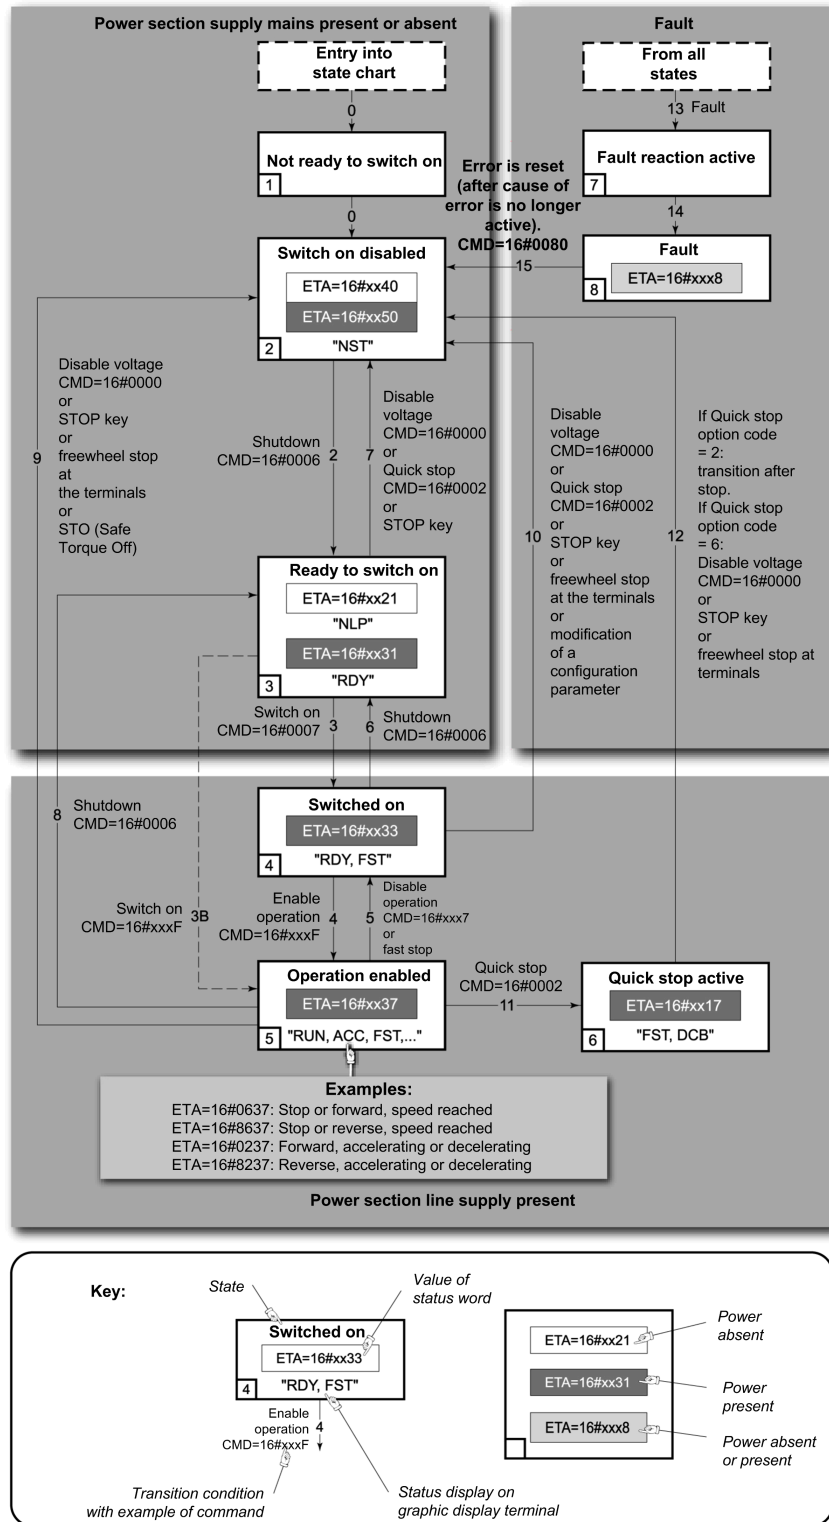 Power section supply mains present or absent
Entry into
state chart
0
Not ready to switch on
1
0
Switch on disabled
ETA=16#xx40
ETA=16#xx50
2
"NST"
Fault
From all
states
13 Fault
Fault reaction active
7
14
Fault
ETA=16#xxx8
8
Error is reset
(after cause of
error is no longer
active).
CMD=16#0080
15
9
Disable voltage
CMD=16#0000
or
STOP key
or
freewheel stop
at
the terminals
or
STO (Safe
Torque Off)
Shutdown
CMD=16#0006
2
7
Disable
voltage
CMD=16#0000
or
Quick stop
CMD=16#0002
or
STOP key
10
Disable
voltage
CMD=16#0000
or
Quick stop
CMD=16#0002
or
STOP key
or
freewheel stop
at the terminals
or
modification
of a
configuration
parameter
12
If Quick stop
option code
= 2:
transition after
stop.
If Quick stop
option code
= 6:
Disable voltage
CMD=16#0000
or
STOP key
or
freewheel stop at
terminals
Ready to switch on
ETA=16#xx21
"NLP"
ETA=16#xx31
3
"RDY"
Switch on
CMD=16#0007
3
6
Shutdown
CMD=16#0006
8
Shutdown
CMD=16#0006
Switched on
ETA=16#xx33
4
"RDY, FST"
Switch on
CMD=16#xxxF
3B
Enable
operation
CMD=16#xxxF
4
5
Disable
operation
CMD=16#xxx7
or
fast stop
Operation enabled
ETA=16#xx37
5
"RUN, ACC, FST,..."
Quick stop
CMD=16#0002
11
Quick stop active
ETA=16#xx17
6
"FST, DCB"
Examples:
ETA=16#0637: Stop or forward, speed reached
ETA=16#8637: Stop or reverse, speed reached
ETA=16#0237: Forward, accelerating or decelerating
ETA=16#8237: Reverse, accelerating or decelerating
Power section line supply present
Key:
State
Value of
status word
Switched on
ETA=16#xx33
4
"RDY, FST"
Enable
operation
CMD=16#xxxF
4
Transition condition
with example of command
Status display on
graphic display terminal
ETA=16#xx21
Power
absent
ETA=16#xx31
Power
present
ETA=16#xxx8
Power absent
or present